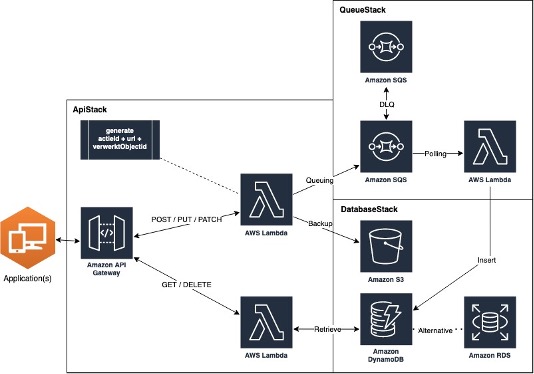 QueueStack
Amazon SQS
DLQ
ApiStack
generate
actieId + url +
verwerktObjectid
Amazon SQS
Polling
AWS Lambda
Queuing
POST / PUT / PATCH
AWS Lambda
DatabaseStack
Backup
Application(s)
Amazon API
Gateway
Amazon S3
Insert
GET / DELETE
AWS Lambda
Retrieve
Amazon
DynamoDB
Alternative
Amazon RDS